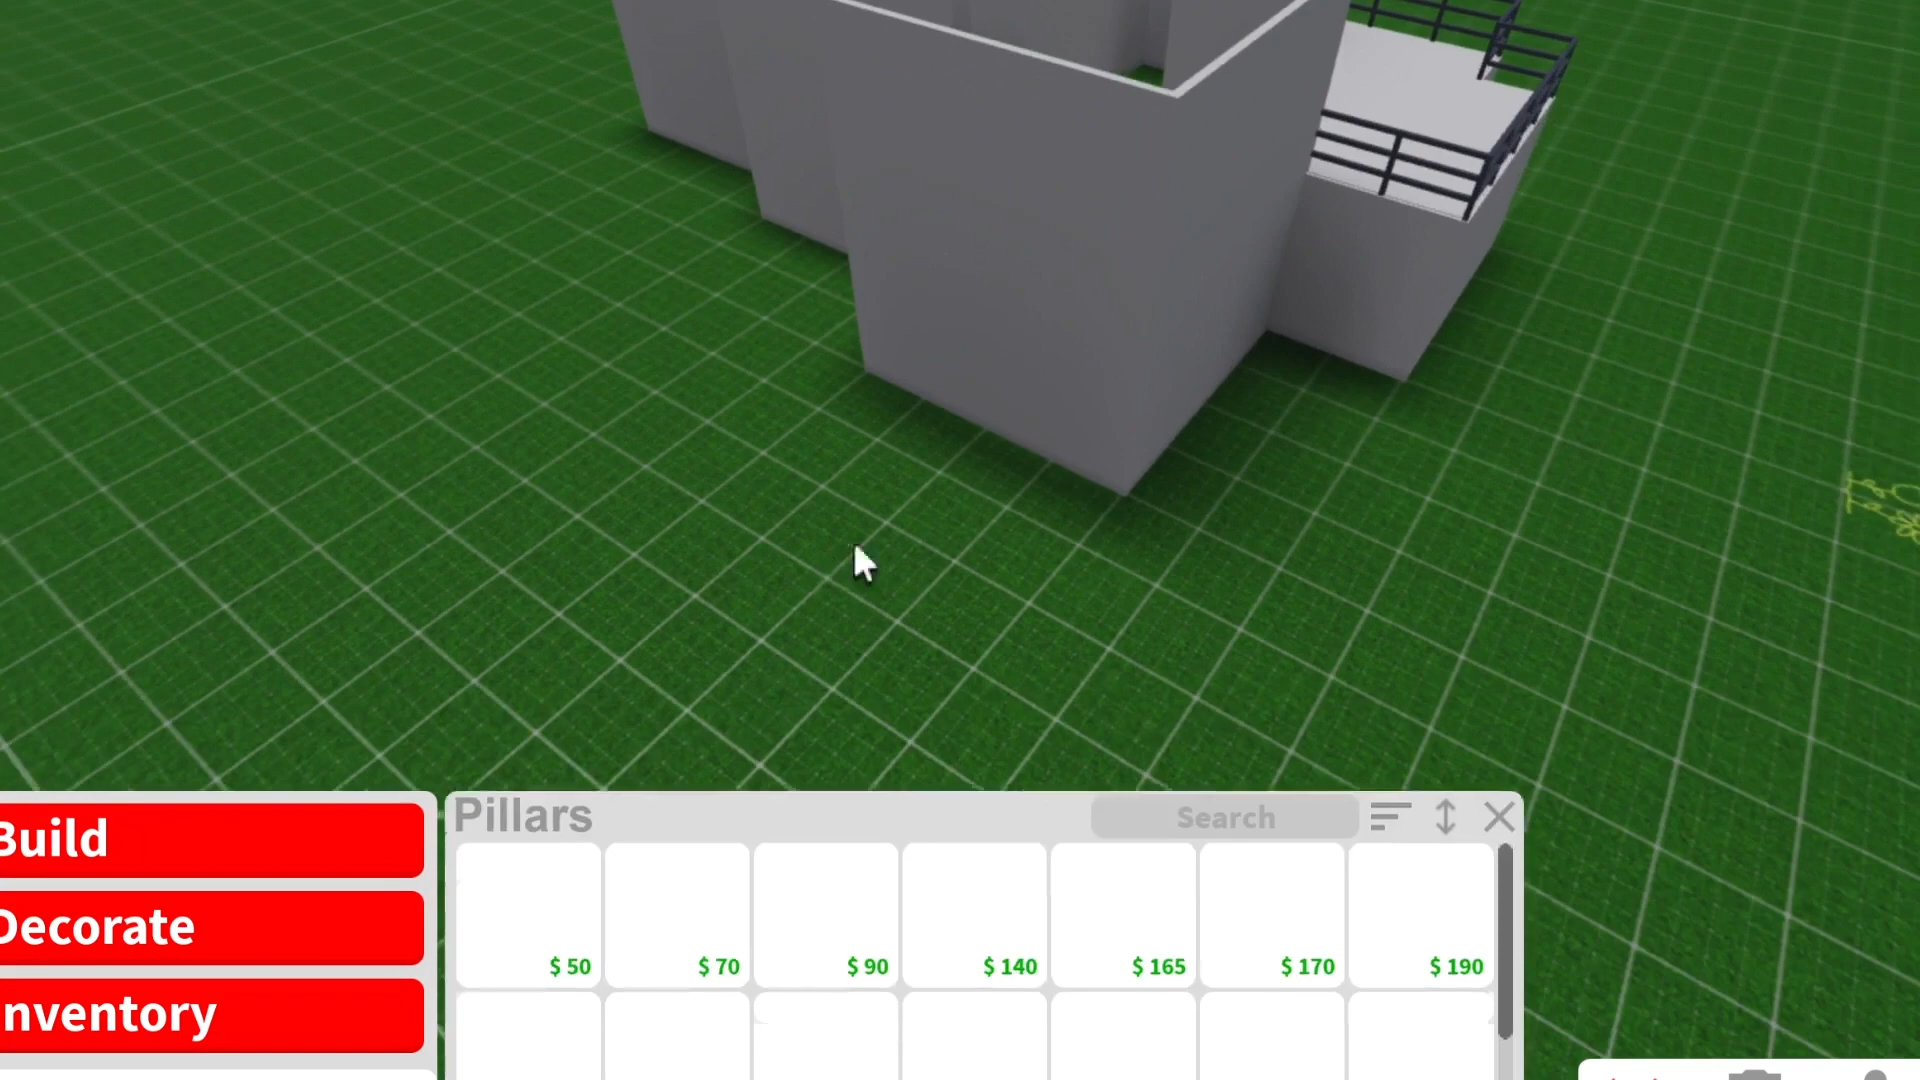 Build
Decorate
nventory
Pillars
Search
$ 50
$ 70
$ 90
$ 140
$ 165
$ 170
$ 190